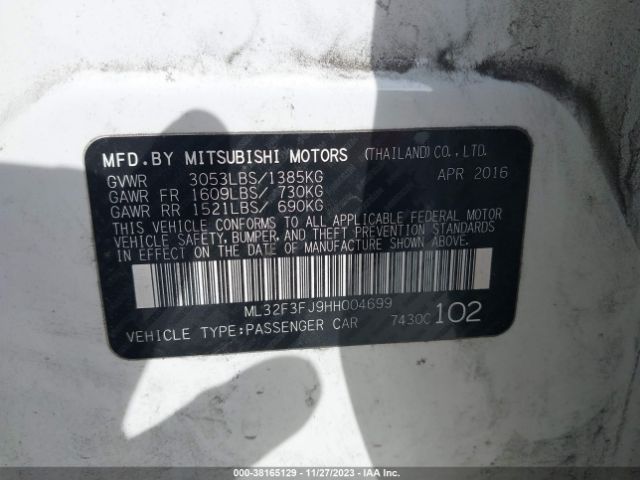 MFD.BY MITSUBISHI MOTORS (THAILAND) CO., LTD.
GVWR 3053LBS/1385KG APR 2016
GAWR FR 1609LBS/ 730KG
GAWR RR 1521LBS/ 690KG
THIS VEHICLE CONFORMS TO ALL APPLICABLE FEDERAL MOTOR
VEHICLE SAFETY, BUMPER, AND THEFT PREVENTION STANDARDS
IN EFFECT ON THE DATE OF MANUFACTURE SHOWN ABOVE.
ML32F3FJ9HH004699
VEHICLE TYPE:PASSENGER CAR 7430C 102
000-38165129 - 11/27/2023 - IAA Inc.